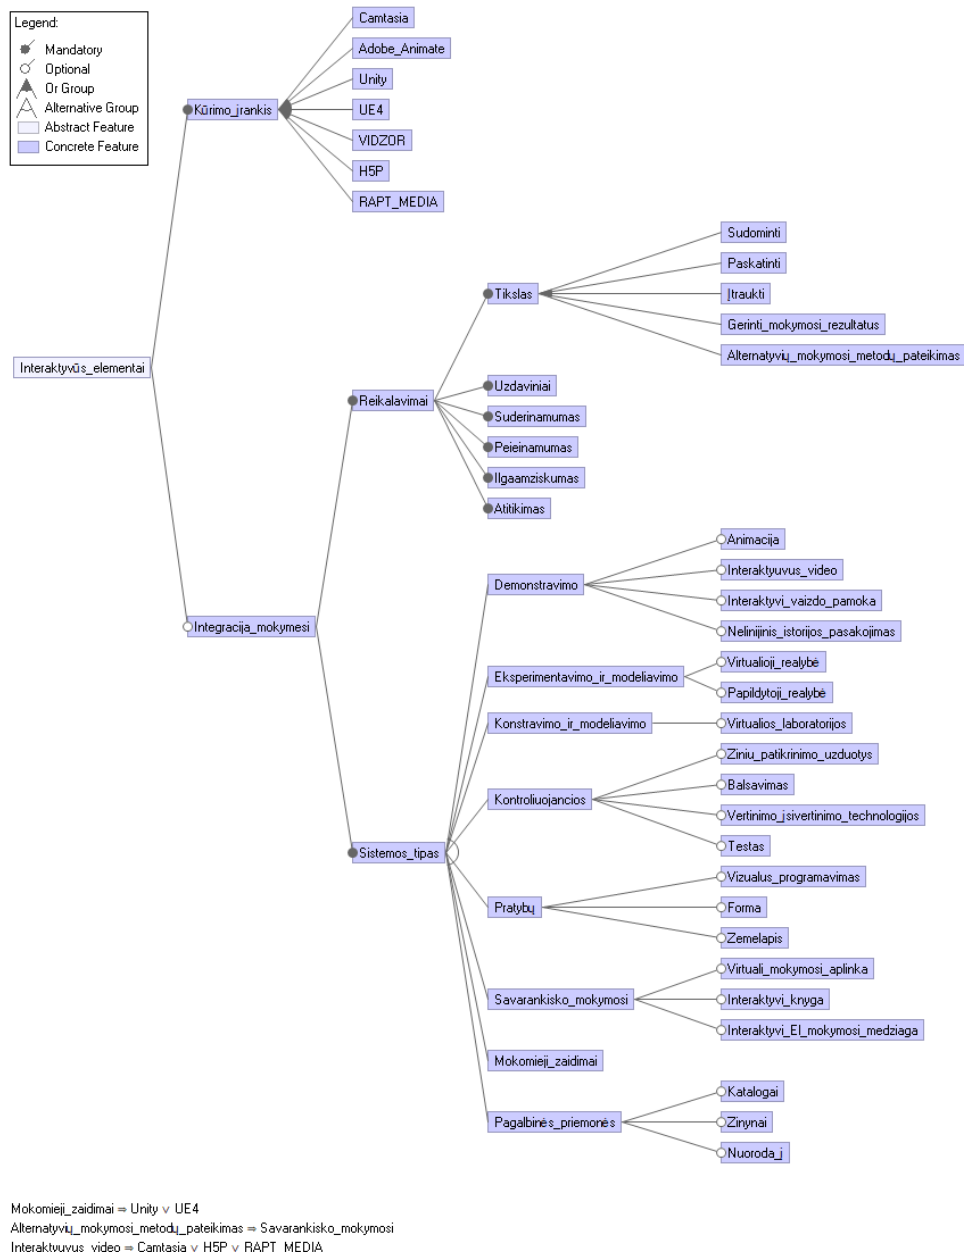 Legend:
Mandatory
Optional
Or Group
Alternative Group
Abstract Feature
Concrete Feature
Camtasia
Adobe_Animate
Unity
Kūrimo_įrankis
UE4
VIDZOR
H5P
RAPT_MEDIA
Sudominti
Paskatinti
Tikslas
Įtraukti
Gerinti_mokymosi_rezultatus
Alternatyvių_mokymosi_metodų_pateikimas
Interaktyvūs_elementai
Reikalavimai
Uzdaviniai
Suderinamumas
Peieinamumas
Ilgaamziskumas
Atitikimas
Integracija_mokymesi
Animacija
Demonstravimo
Interaktyuvus_video
Interaktyvi_vaizdo_pamoka
Nelinijinis_istorijos_pasakojimas
Eksperimentavimo_ir_modeliavimo
Virtualioji_realybė
Papildytoji_realybė
Konstravimo_ir_modeliavimo
Virtualios_laboratorijos
Ziniu_patikrinimo_uzduotys
Kontroliuojancios
Balsavimas
Vertinimo_įsivertinimo_technologijos
Testas
Sistemos_tipas
Vizualus_programavimas
Pratybų
Forma
Zemelapis
Virtuali_mokymosi_aplinka
Savarankisko_mokymosi
Interaktyvi_knyga
Interaktyvi_El_mokymosi_medziaga
Mokomieji_zaidimai
Katalogai
Pagalbinės_priemonės
Zinynai
Nuoroda_į
Mokomieji_zaidimai ⇒ Unity ∨ UE4
Alternatyvių_mokymosi_metodų_pateikimas ⇒ Savarankisko_mokymosi
Interaktyuvus_video ⇒ Camtasia ∨ H5P ∨ RAPT_MEDIA